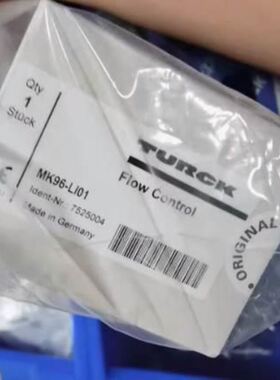 Qty
1
Stück
TURCK
Flow Control
MK96-LI01
Ident-Nr.: 7525004
Made in Germany
ORIGINAL